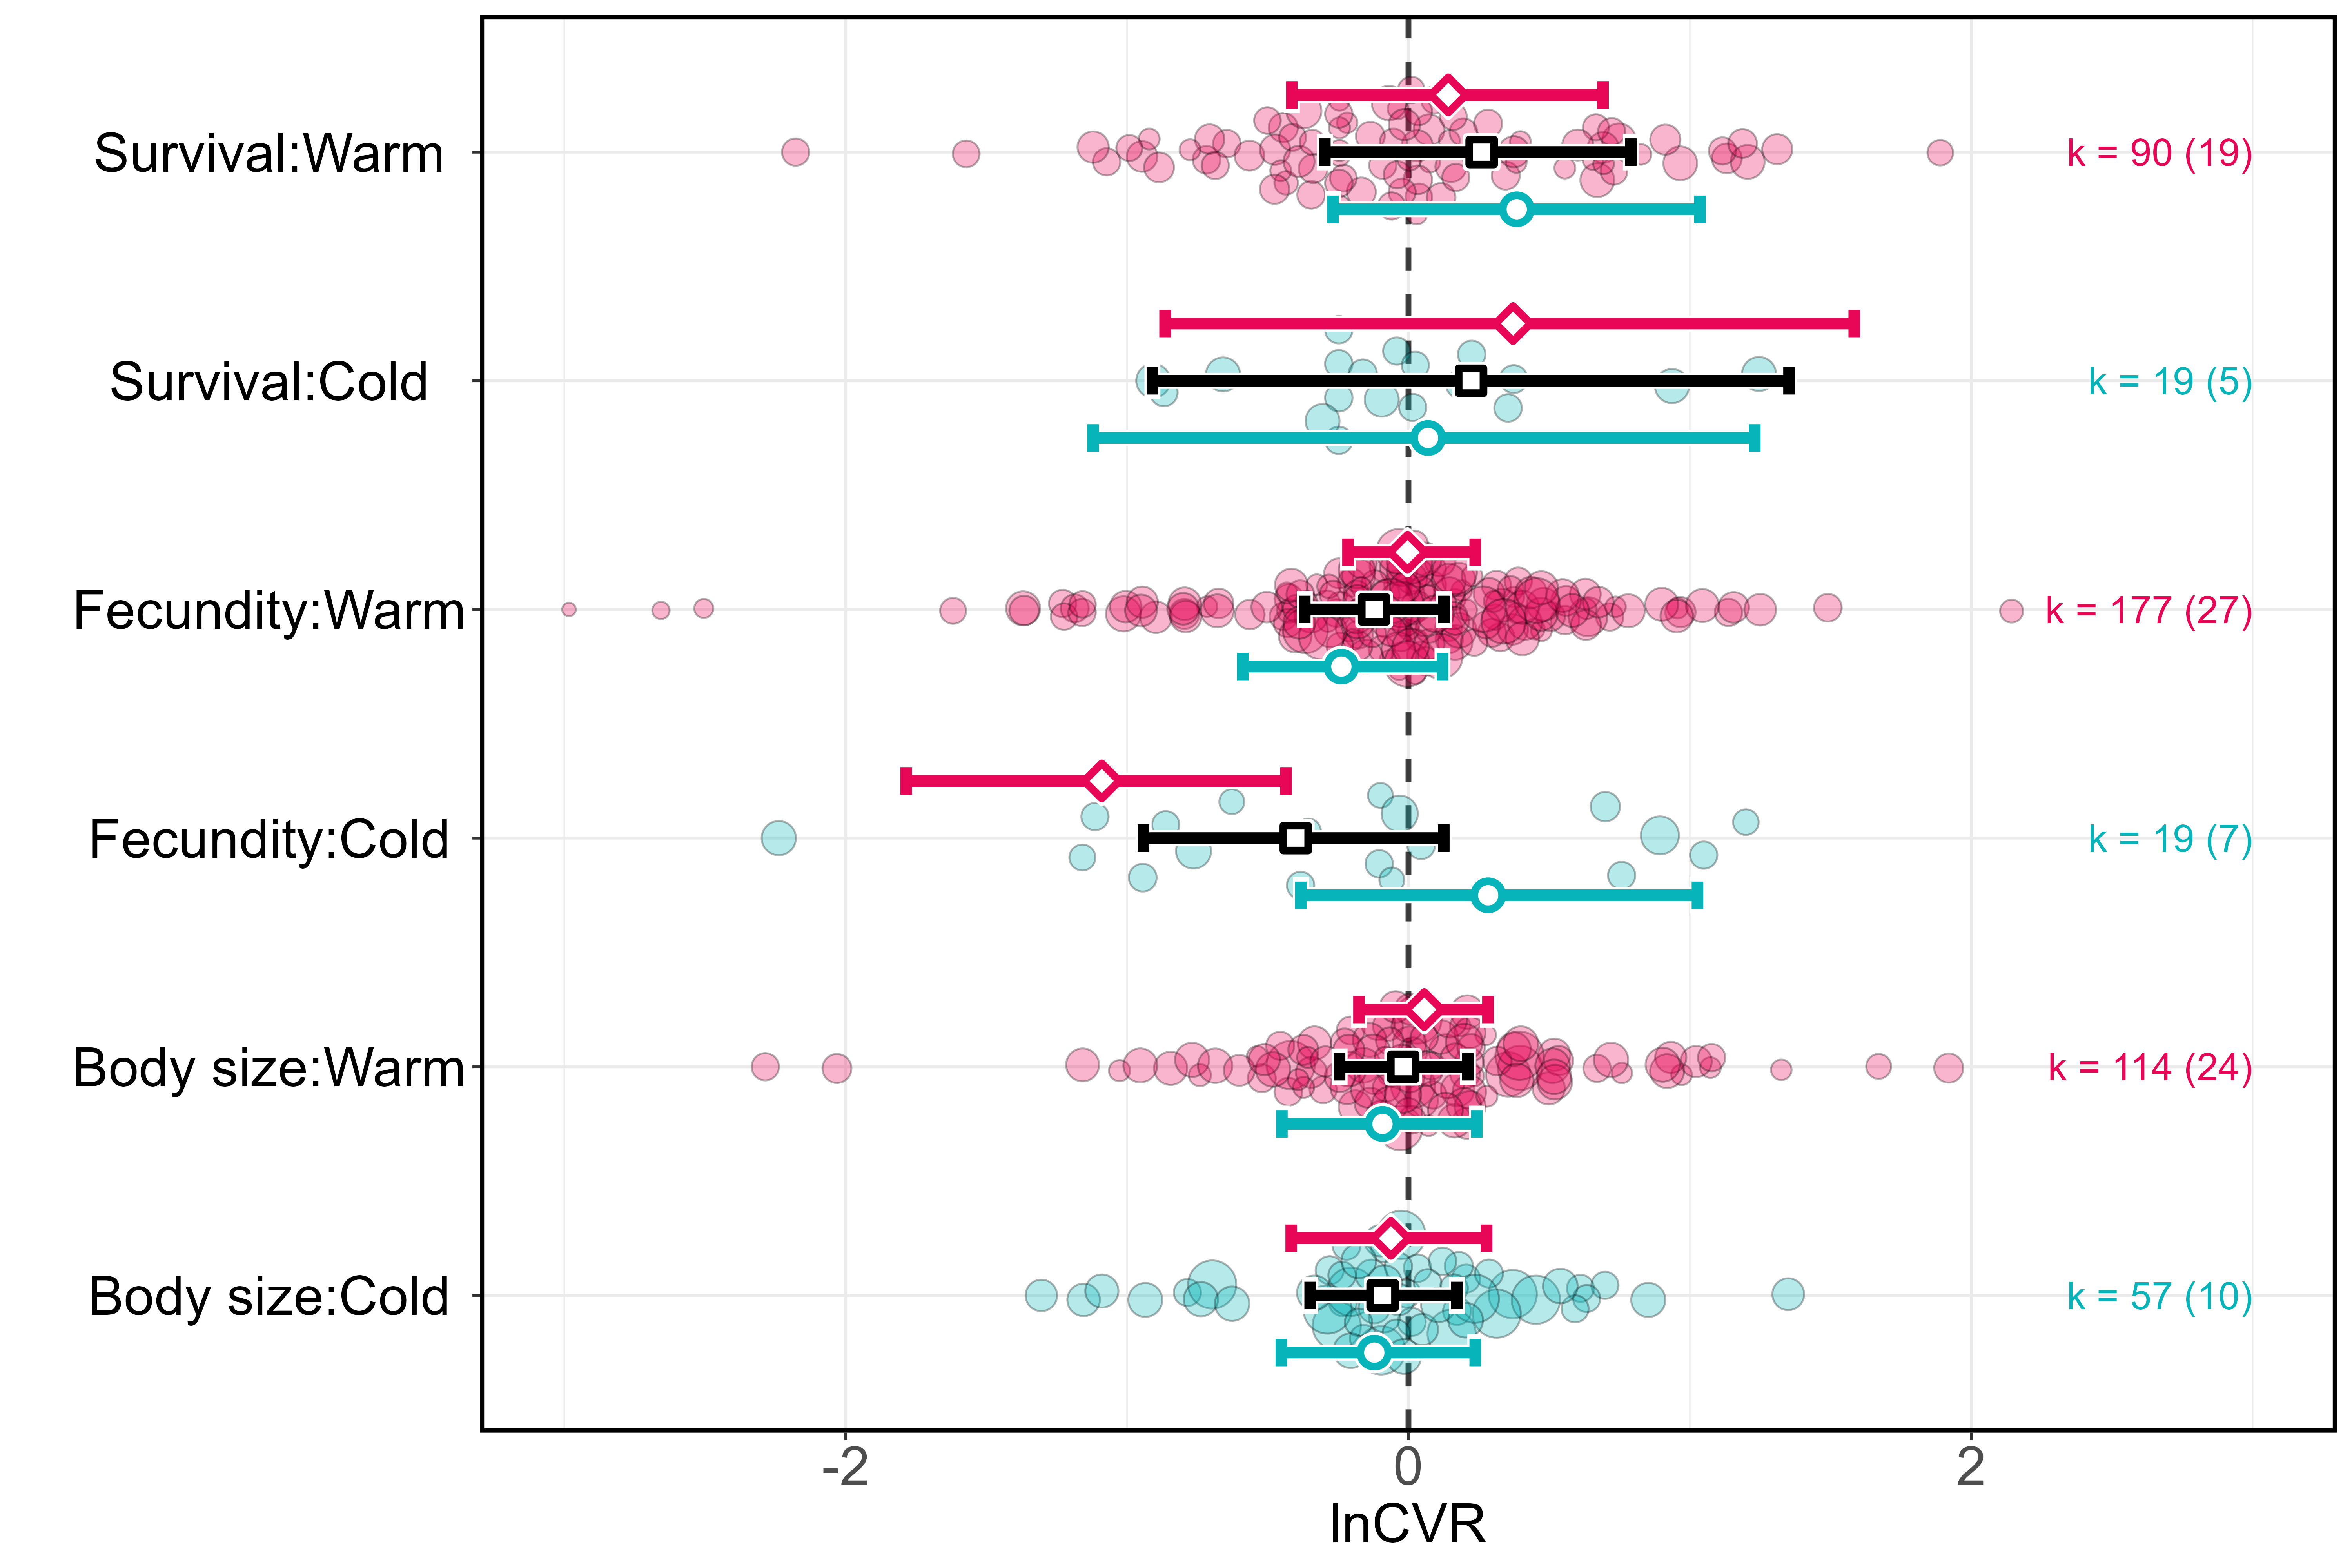 Survival:Warm
k = 90 (19)
Survival:Cold
k = 19 (5)
Fecundity:Warm
k = 177 (27)
Fecundity:Cold
k = 19 (7)
Body size:Warm
k = 114 (24)
Body size:Cold
k = 57 (10)
-2 0 2
lnCVR